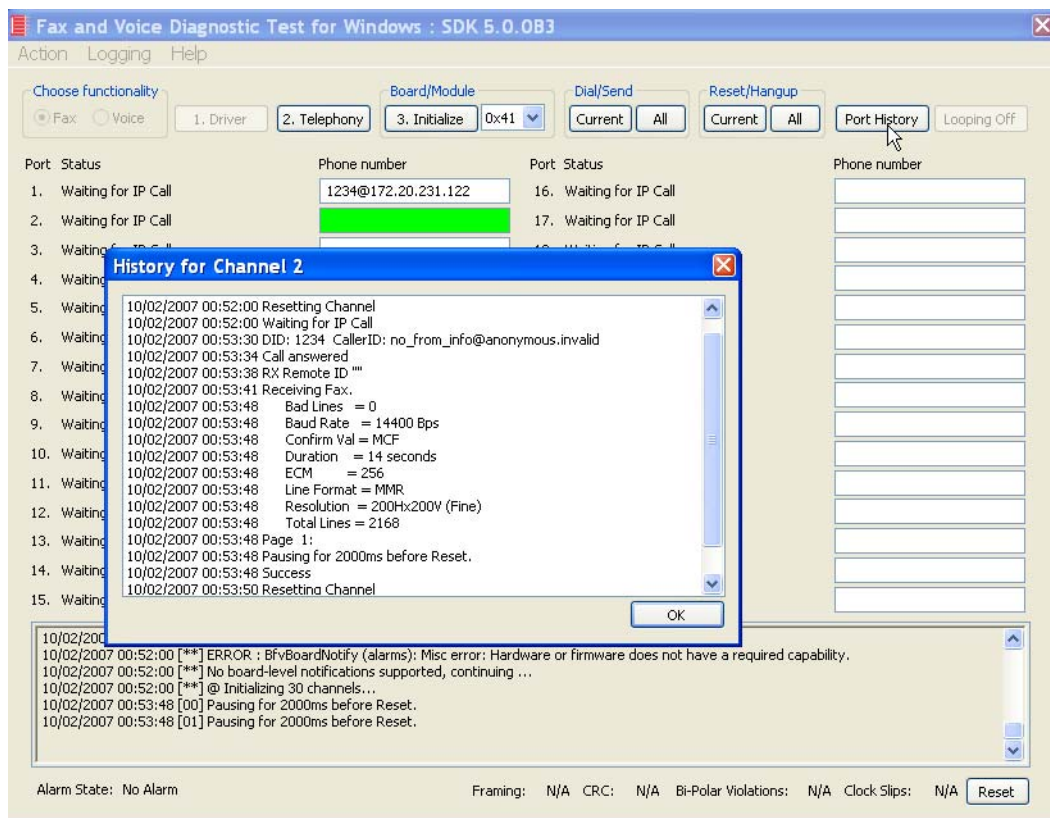 Fax and Voice Diagnostic Test for Windows : SDK 5.0.0B3
Action Logging Help
Choose functionality Board/Module Dial/Send Reset/Hangup
Fax Voice 1. Driver 2. Telephony 3. Initialize 0x41 Current All Current All Port History Looping Off
Port Status Phone number Port Status Phone number
1. Waiting for IP Call 1234@172.20.231.122 16. Waiting for IP Call
2. Waiting for IP Call 17. Waiting for IP Call
3. Waiting
4. Waiting
5. Waiting
6. Waiting
7. Waiting
8. Waiting
9. Waiting
10. Waiting
11. Waiting
12. Waiting
13. Waiting
14. Waiting
15. Waiting
History for Channel 2
10/02/2007 00:52:00 Resetting Channel
10/02/2007 00:52:00 Waiting for IP Call
10/02/2007 00:53:30 DID: 1234 CallerID: no_from_info@anonymous.invalid
10/02/2007 00:53:34 Call answered
10/02/2007 00:53:38 RX Remote ID ""
10/02/2007 00:53:41 Receiving Fax.
10/02/2007 00:53:48 Bad Lines = 0
10/02/2007 00:53:48 Baud Rate = 14400 Bps
10/02/2007 00:53:48 Confirm Val = MCF
10/02/2007 00:53:48 Duration = 14 seconds
10/02/2007 00:53:48 ECM = 256
10/02/2007 00:53:48 Line Format = MMR
10/02/2007 00:53:48 Resolution = 200Hx200V (Fine)
10/02/2007 00:53:48 Total Lines = 2168
10/02/2007 00:53:48 Page 1:
10/02/2007 00:53:48 Pausing for 2000ms before Reset.
10/02/2007 00:53:48 Success
10/02/2007 00:53:50 Resetting Channel
OK
10/02/200
10/02/2007 00:52:00 [**] ERROR : BfvBoardNotify (alarms): Misc error: Hardware or firmware does not have a required capability.
10/02/2007 00:52:00 [**] No board-level notifications supported, continuing ...
10/02/2007 00:52:00 [**] @ Initializing 30 channels...
10/02/2007 00:53:48 [00] Pausing for 2000ms before Reset.
10/02/2007 00:53:48 [01] Pausing for 2000ms before Reset.
Alarm State: No Alarm Framing: N/A CRC: N/A Bi-Polar Violations: N/A Clock Slips: N/A Reset